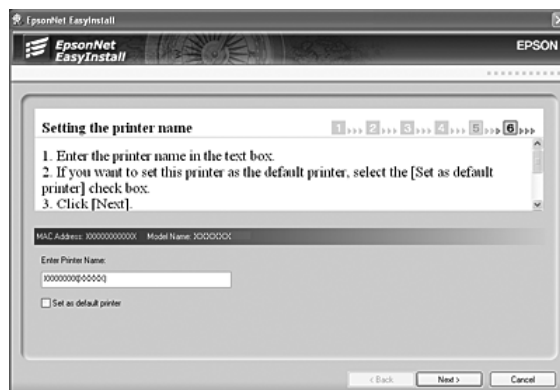 EpsonNet EasyInstall
EpsonNet
EasyInstall
EPSON
Setting the printer name
1 2 3 4 5 6
1. Enter the printer name in the text box.
2. If you want to set this printer as the default printer, select the [Set as default
printer] check box.
3. Click [Next].
MAC Address: XXXXXXXXXXXX Model Name: XXXXXXX
Enter Printer Name:
XXXXXXXX(XXXXXX)
Set as default printer
< Back
Next >
Cancel